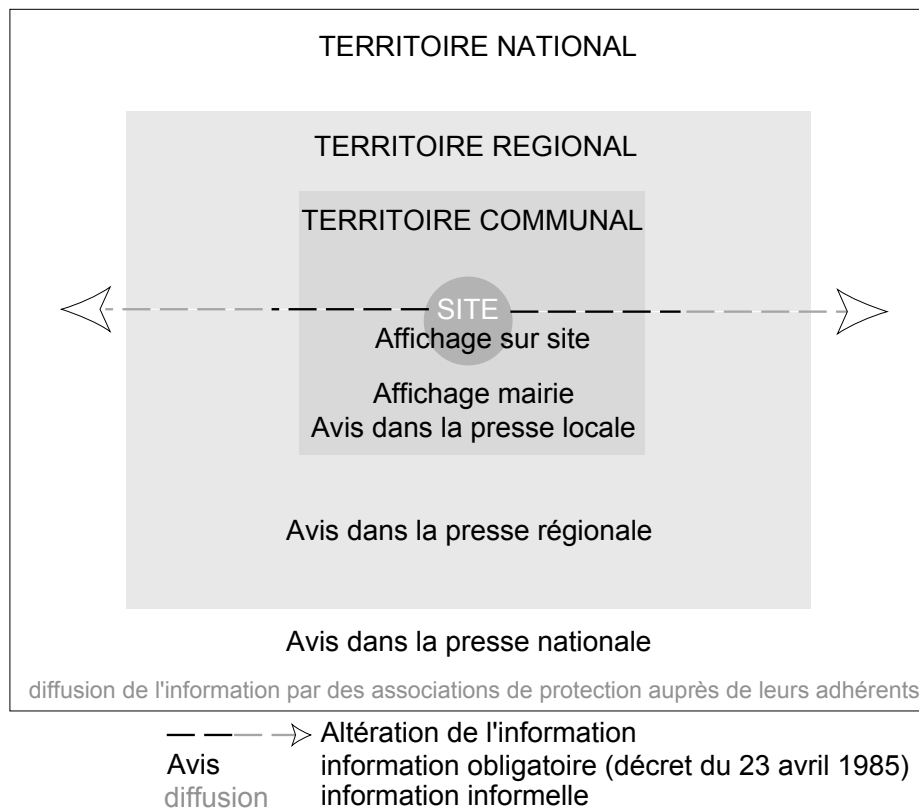 TERRITOIRE NATIONAL
TERRITOIRE REGIONAL
TERRITOIRE COMMUNAL
SITE
Affichage sur site
Affichage mairie
Avis dans la presse locale
Avis dans la presse régionale
Avis dans la presse nationale
diffusion de l'information par des associations de protection auprès de leurs adhérents
Altération de l'information
Avis information obligatoire (décret du 23 avril 1985)
diffusion information informelle